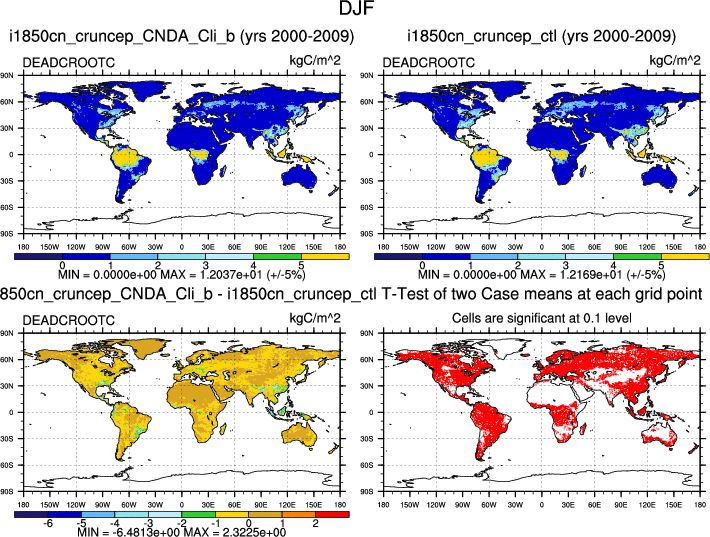 DJF
i1850cn_cruncep_CNDA_Cli_b (yrs 2000-2009)
DEADCROOTC kgC/m^2
90N
60N
30N
0
30S
60S
90S
180 150W 120W 90W 60W 30W 0 30E 60E 90E 120E 150E 180
0 1 2 3 4 5
MIN = 0.0000e+00 MAX = 1.2037e+01 (+/-5%)
i1850cn_cruncep_ctl (yrs 2000-2009)
DEADCROOTC kgC/m^2
90N
60N
30N
0
30S
60S
90S
180 150W 120W 90W 60W 30W 0 30E 60E 90E 120E 150E 180
0 1 2 3 4 5
MIN = 0.0000e+00 MAX = 1.2169e+01 (+/-5%)
850cn_cruncep_CNDA_Cli_b - i1850cn_cruncep_ctl
DEADCROOTC kgC/m^2
90N
60N
30N
0
30S
60S
90S
180 150W 120W 90W 60W 30W 0 30E 60E 90E 120E 150E 180
-6 -5 -4 -3 -2 -1 0 1 2
MIN = -6.4813e+00 MAX = 2.3225e+00
T-Test of two Case means at each grid point
Cells are significant at 0.1 level
90N
60N
30N
0
30S
60S
90S
180 150W 120W 90W 60W 30W 0 30E 60E 90E 120E 150E 180